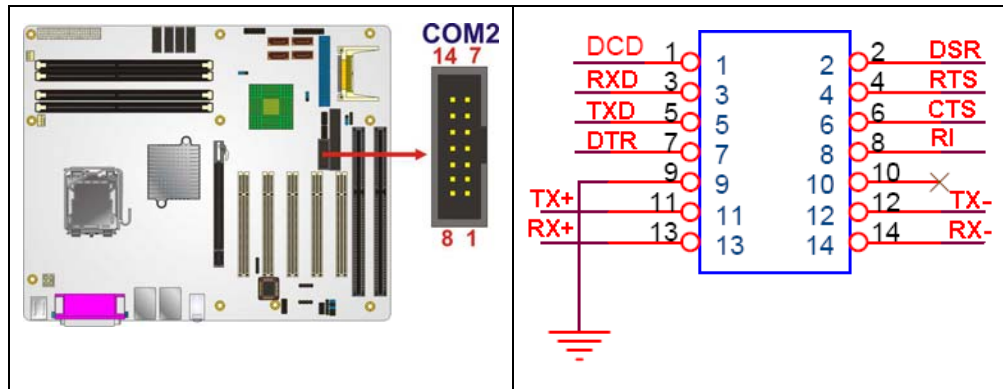 COM2
14 7
8 1
DCD 1 1 2 2 DSR
RXD 3 3 4 4 RTS
TXD 5 5 6 6 CTS
DTR 7 7 8 8 RI
9 9 10 10
TX+ 11 11 12 12 TX-
RX+ 13 13 14 14 RX-